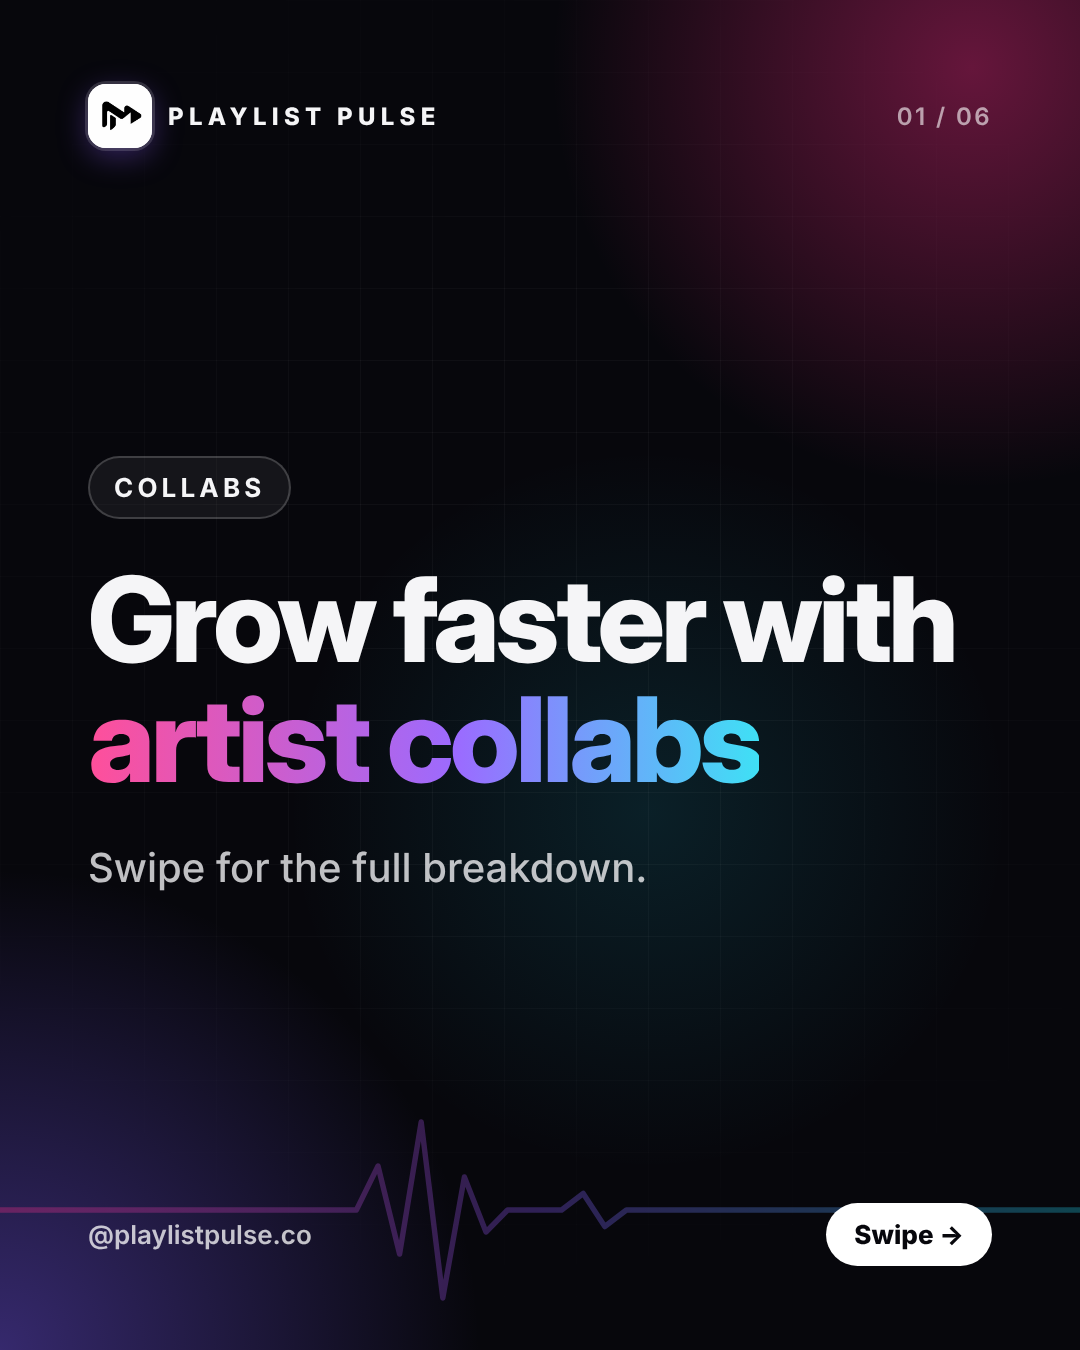 PLAYLIST PULSE
01 / 06
COLLABS
Grow faster with
artist collabs
Swipe for the full breakdown.
@playlistpulse.co
Swipe →